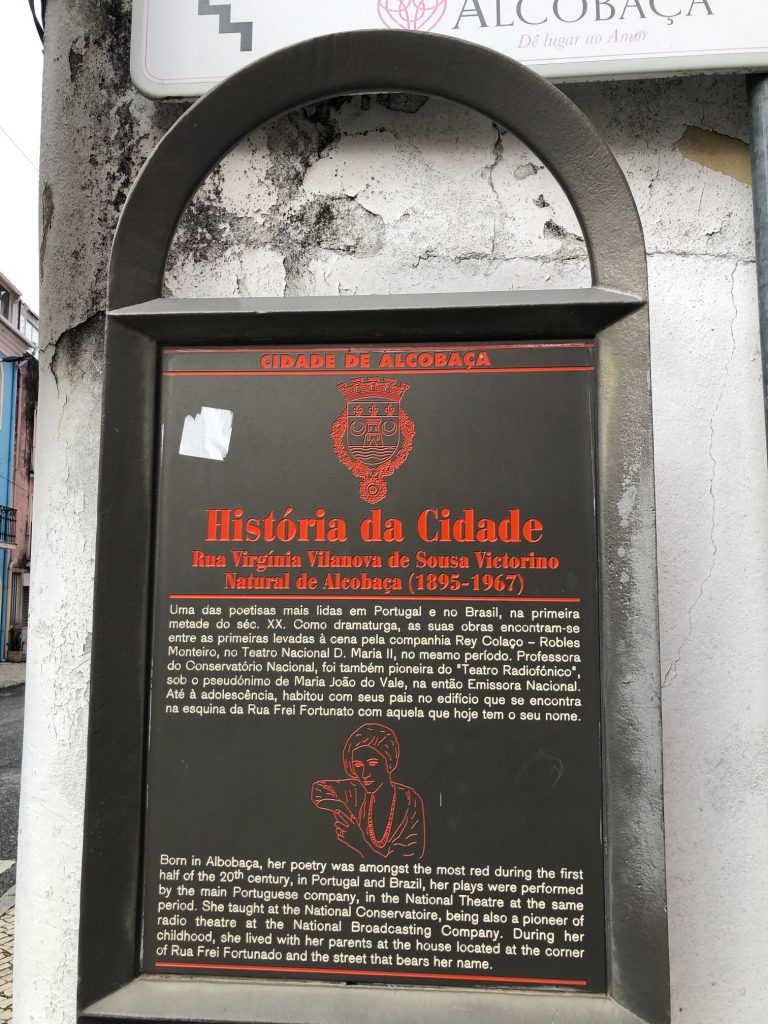 ALCOBAÇA
Dê lugar ao Amor
CIDADE DE ALCOBAÇA
História da Cidade
Rua Virgínia Vilanova de Sousa Victorino
Natural de Alcobaça (1895-1967)
Uma das poetisas mais lidas em Portugal e no Brasil, na primeira
metade do séc. XX. Como dramaturga, as suas obras encontram-se
entre as primeiras levadas à cena pela companhia Rey Colaço – Robles
Monteiro, no Teatro Nacional D. Maria II, no mesmo período. Professora
do Conservatório Nacional, foi também pioneira do "Teatro Radiofónico",
sob o pseudónimo de Maria João do Vale, na então Emissora Nacional.
Até à adolescência, habitou com seus pais no edifício que se encontra
na esquina da Rua Frei Fortunato com aquela que hoje tem o seu nome.
Born in Albobaça, her poetry was amongst the most red during the first
half of the 20th century, in Portugal and Brazil, her plays were performed
by the main Portuguese company, in the National Theatre at the same
period. She taught at the National Conservatoire, being also a pioneer of
radio theatre at the National Broadcasting Company. During her
childhood, she lived with her parents at the house located at the corner
of Rua Frei Fortunado and the street that bears her name.